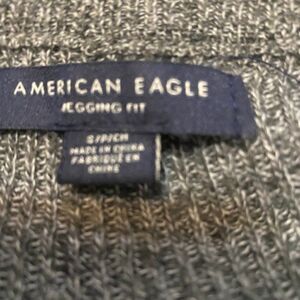 AMERICAN EAGLE
JEGGING FIT
S/P/CH
MADE IN CHINA
FABRIQUÉ EN
CHINE